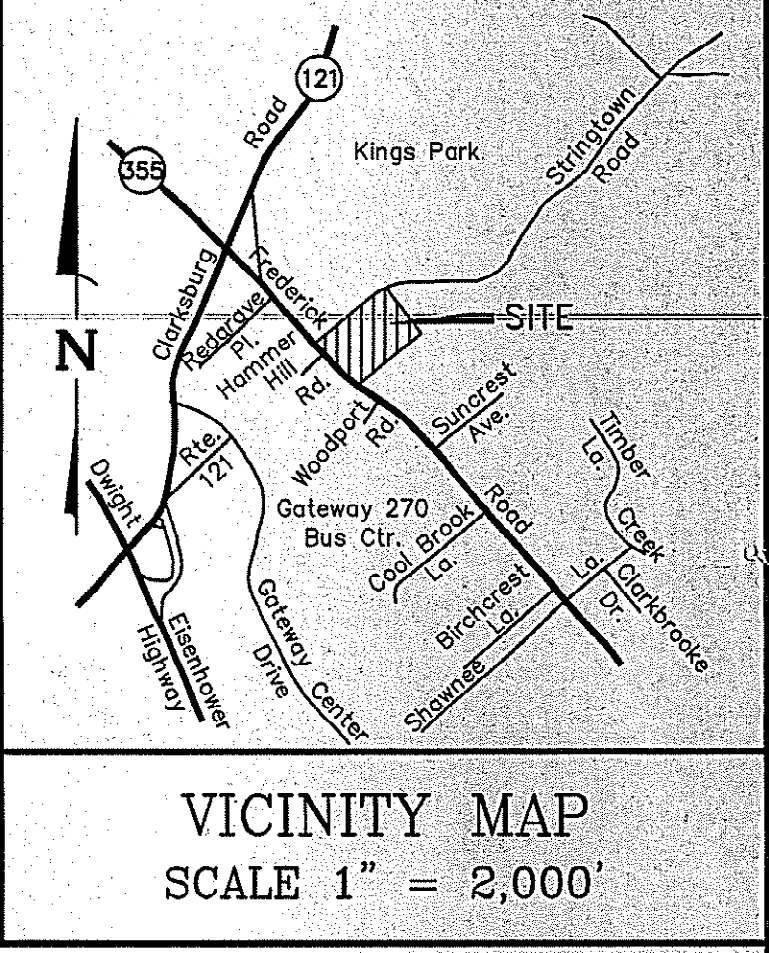 121
Road
355
Kings Park
Stringtown
Road
Clarksburg
Frederick
Redgrave
Pl.
Hammer
Hill
Rd.
SITE
N
Woodport
Rd.
Suncrest
Ave.
Timber
La.
Creek
Rte.
121
Dwight
Gateway 270
Bus Ctr.
Road
Cool Brook
La.
Birchcrest
La.
La.
Clarkbrooke
Dr.
Gateway
Drive
Center
Eisenhower
Highway
Shawnee
VICINITY MAP
SCALE 1" = 2,000'